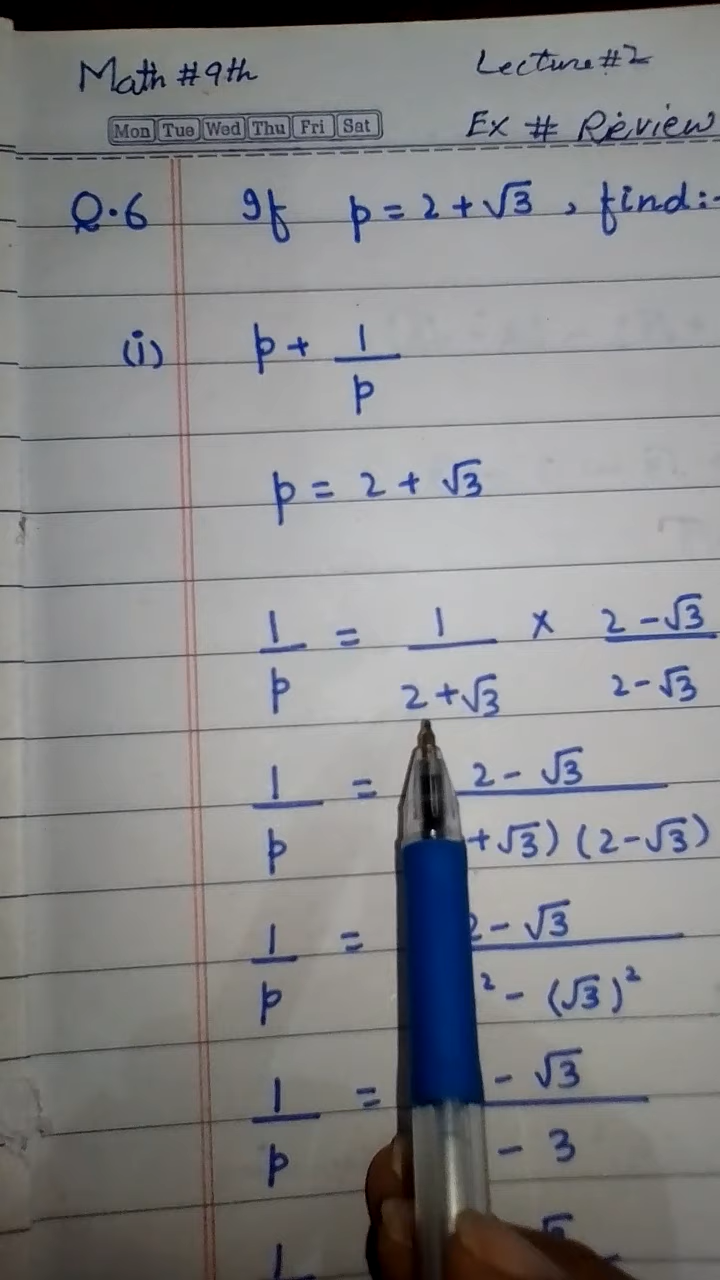 Math # 9th Lecture # 2
Mon Tue Wed Thu Fri Sat Ex # Review
Q.6 If p = 2 + √3 , find:-
(i) p + 1/p
p = 2 + √3
1/p = 1/(2 + √3) × (2 - √3)/(2 - √3)
1/p = 2 - √3 / + √3) (2 - √3)
1/p = 2 - √3 / ² - (√3)²
1/p = - √3 / - 3
1